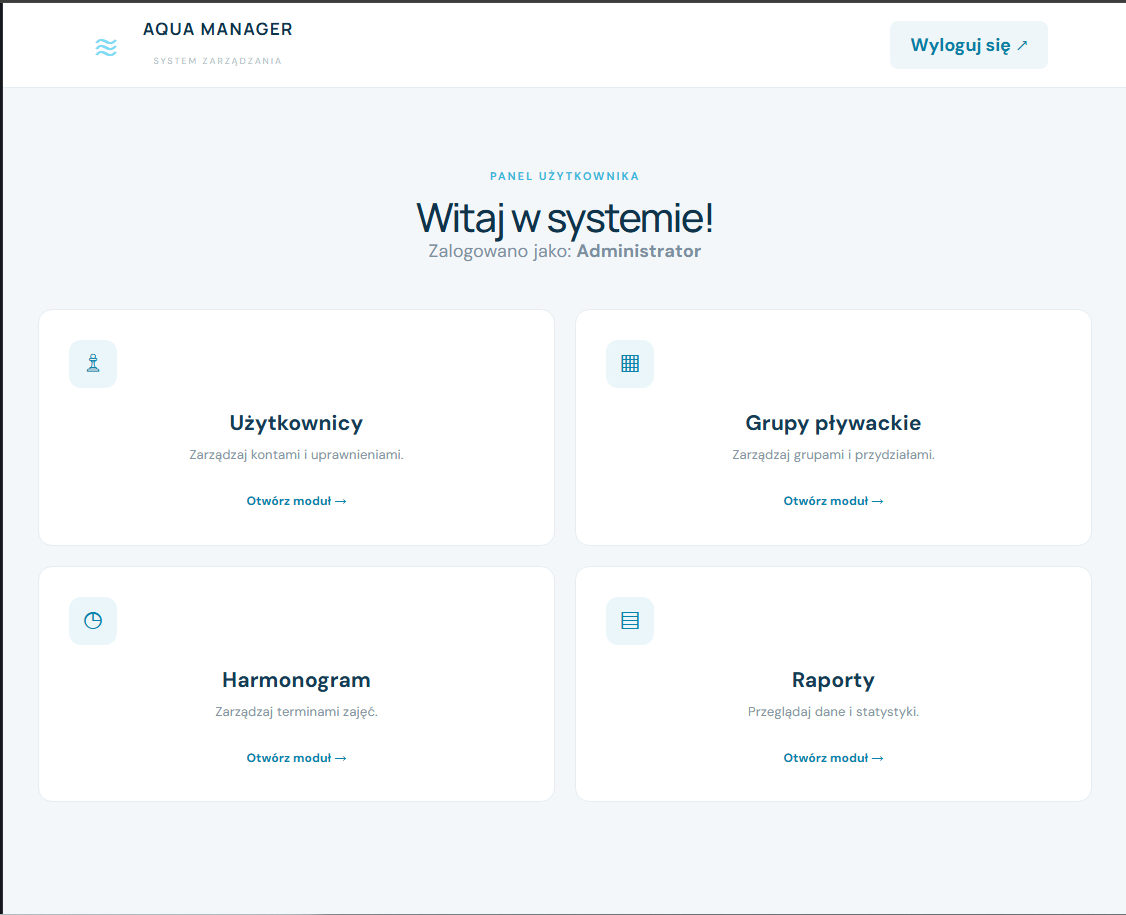 AQUA MANAGER
SYSTEM ZARZĄDZANIA
Wyloguj się ↗
PANEL UŻYTKOWNIKA
Witaj w systemie!
Zalogowano jako: Administrator
Użytkownicy
Zarządzaj kontami i uprawnieniami.
Otwórz moduł →
Grupy pływackie
Zarządzaj grupami i przydziałami.
Otwórz moduł →
Harmonogram
Zarządzaj terminami zajęć.
Otwórz moduł →
Raporty
Przeglądaj dane i statystyki.
Otwórz moduł →